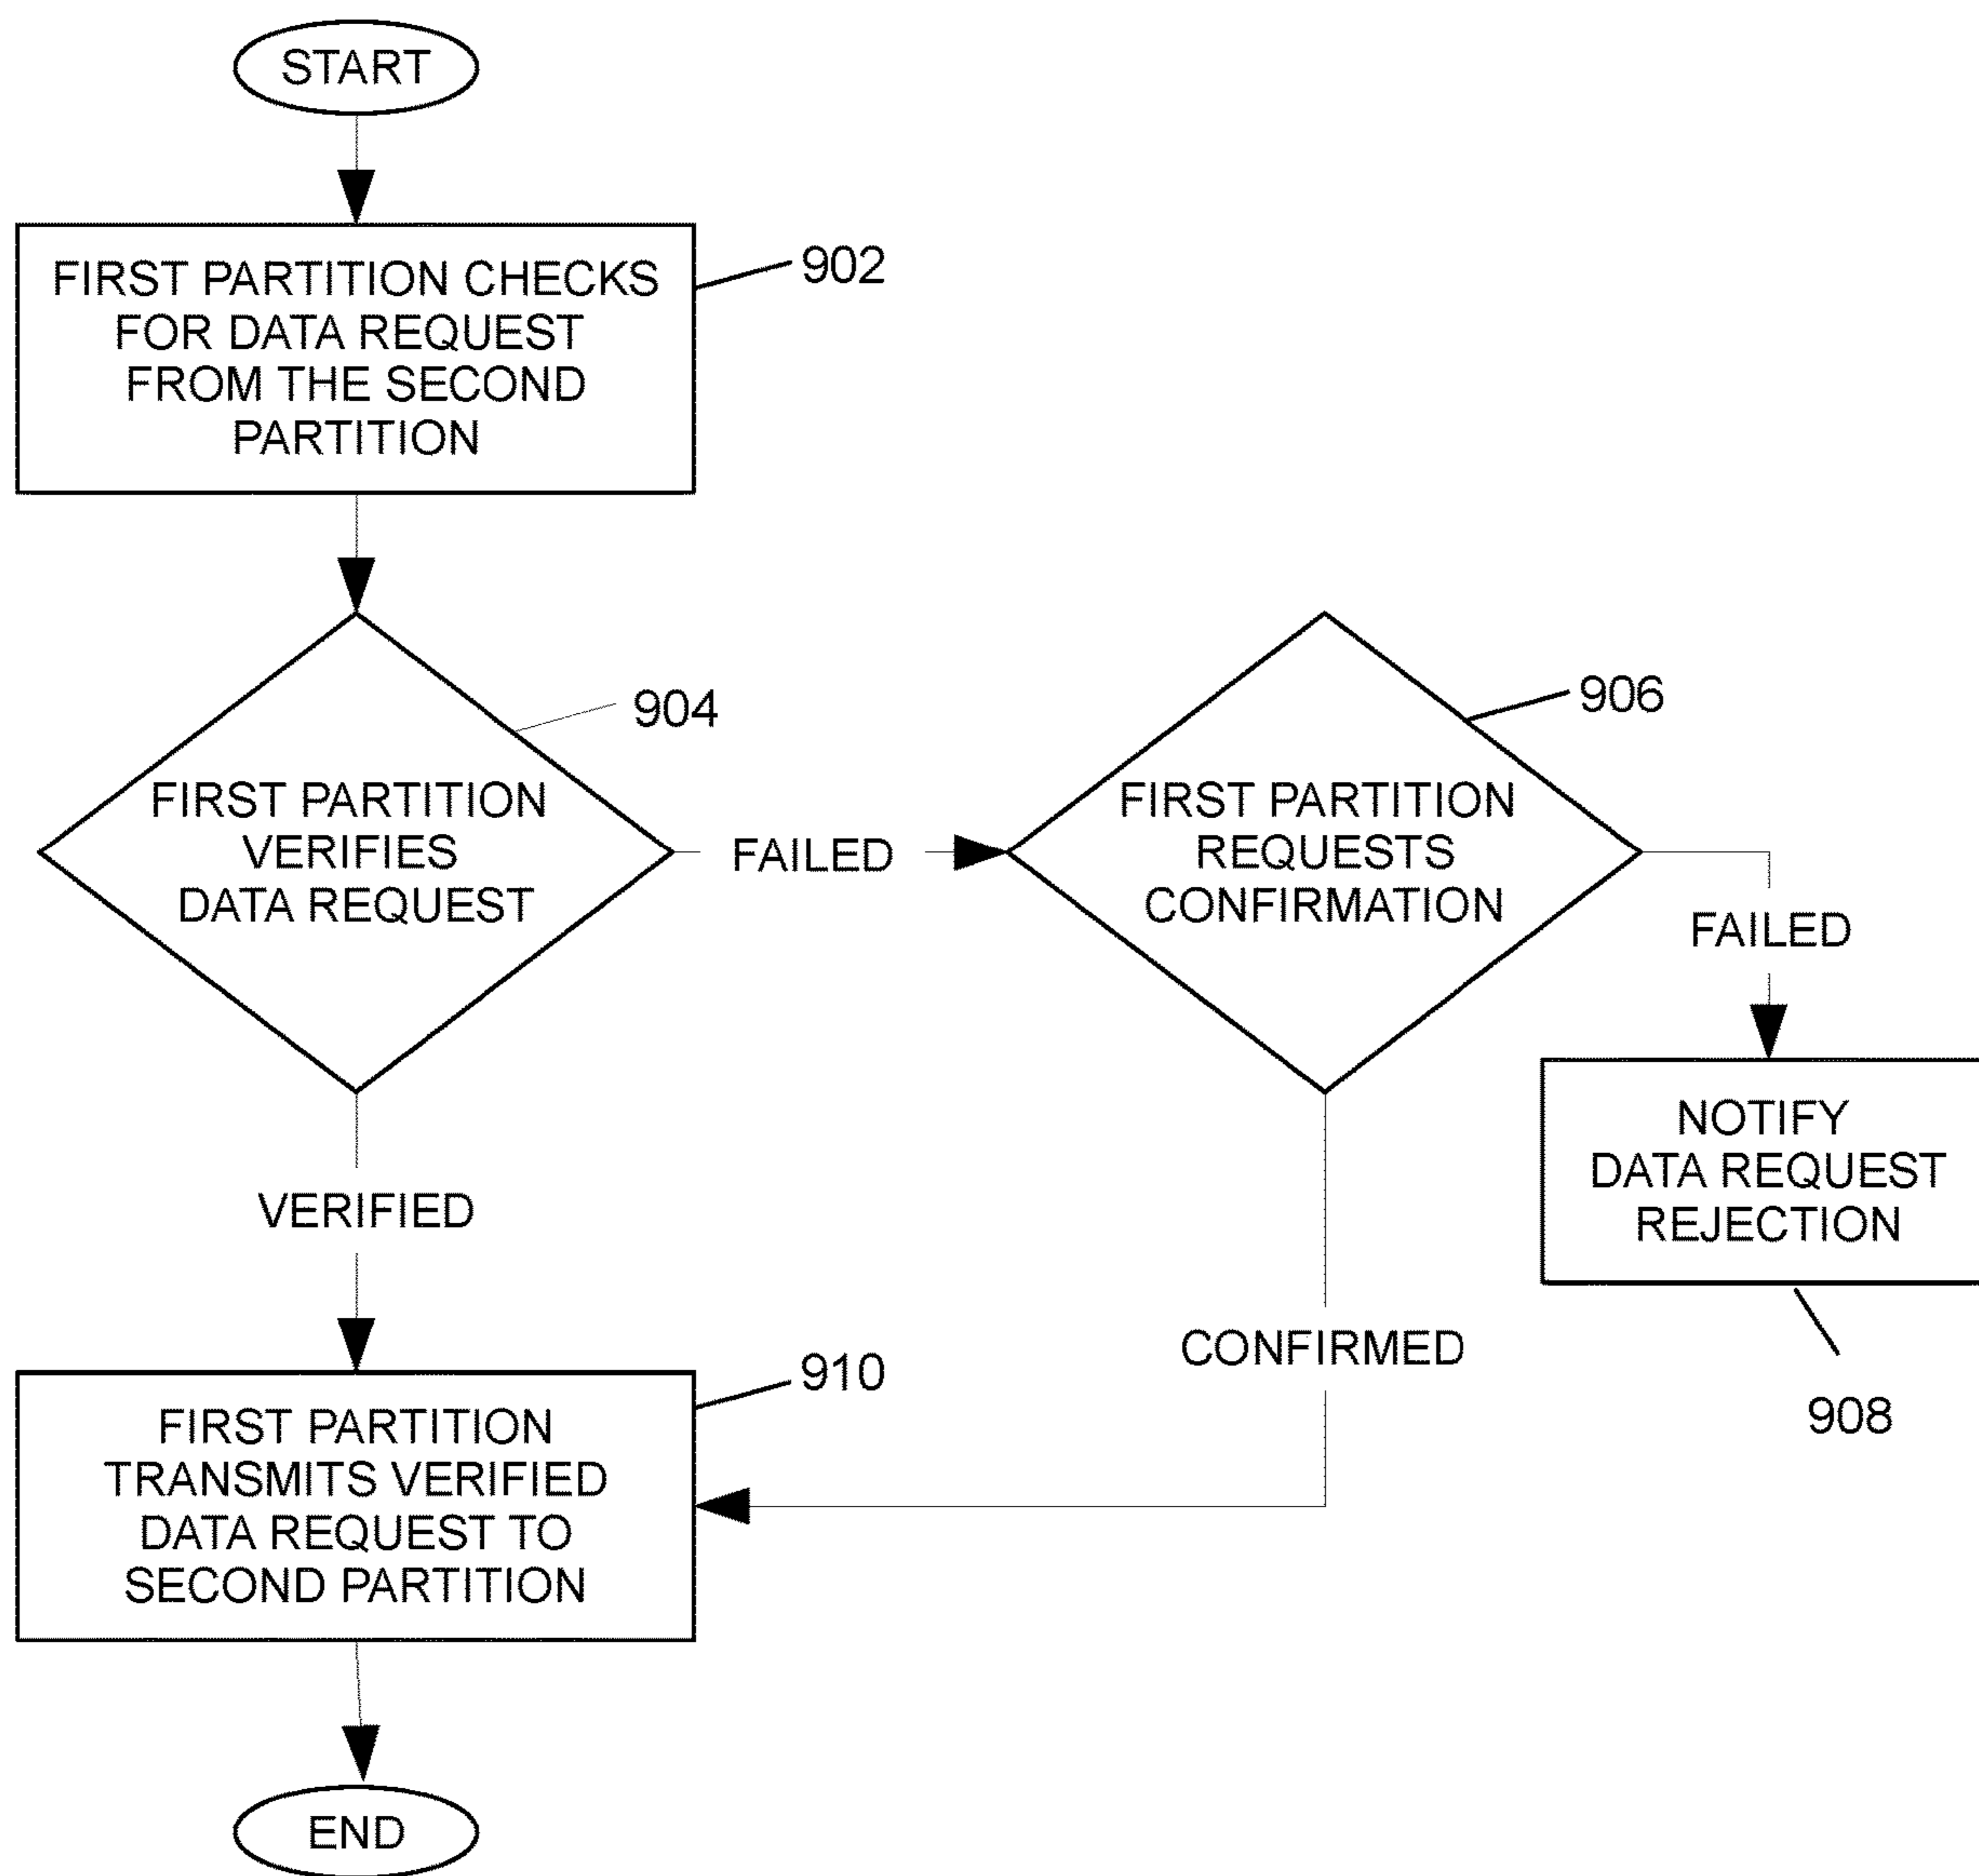 START
FIRST PARTITION CHECKS
FOR DATA REQUEST
FROM THE SECOND
PARTITION
902
FIRST PARTITION
VERIFIES
DATA REQUEST
904
FAILED
FIRST PARTITION
REQUESTS
CONFIRMATION
906
FAILED
NOTIFY
DATA REQUEST
REJECTION
908
VERIFIED
CONFIRMED
FIRST PARTITION
TRANSMITS VERIFIED
DATA REQUEST TO
SECOND PARTITION
910
END